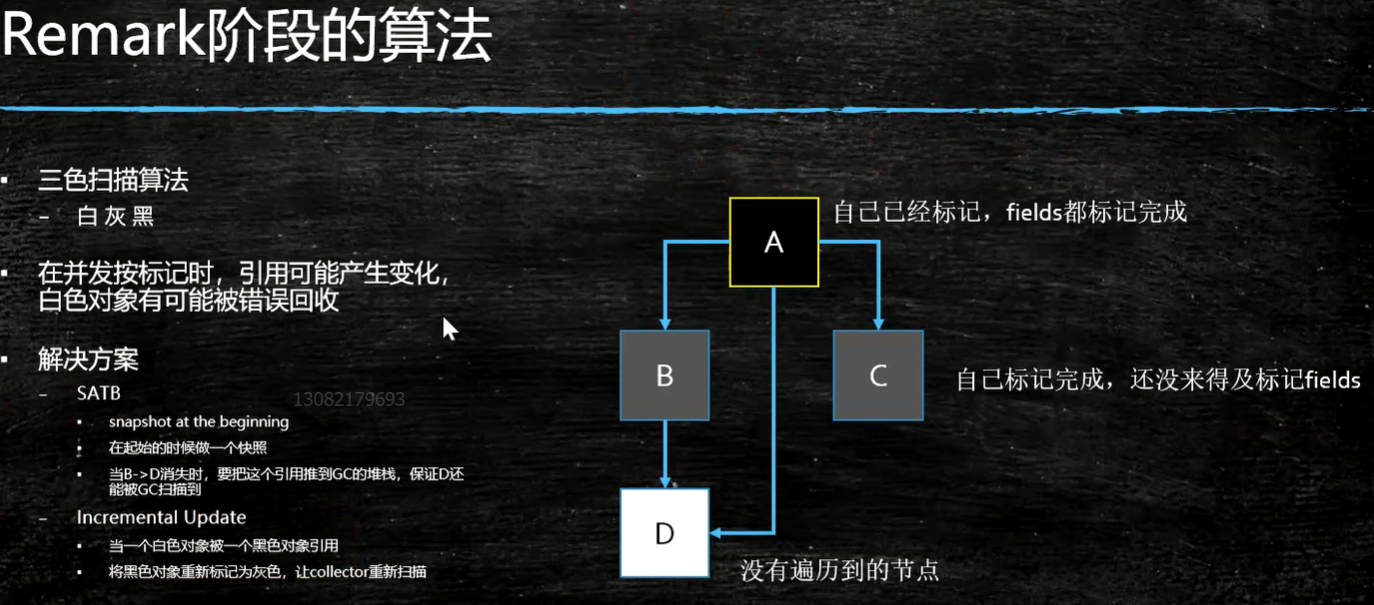 Remark阶段的算法
三色扫描算法
白 灰 黑
在并发按标记时，引用可能产生变化，
白色对象有可能被错误回收
解决方案
SATB
13082179693
snapshot at the beginning
在起始的时候做一个快照
当B->D消失时，要把这个引用推到GC的堆栈，保证D还
能被GC扫描到
Incremental Update
当一个白色对象被一个黑色对象引用
将黑色对象重新标记为灰色，让collector重新扫描
A
自己已经标记，fields都标记完成
B
C
自己标记完成，还没来得及标记fields
D
没有遍历到的节点